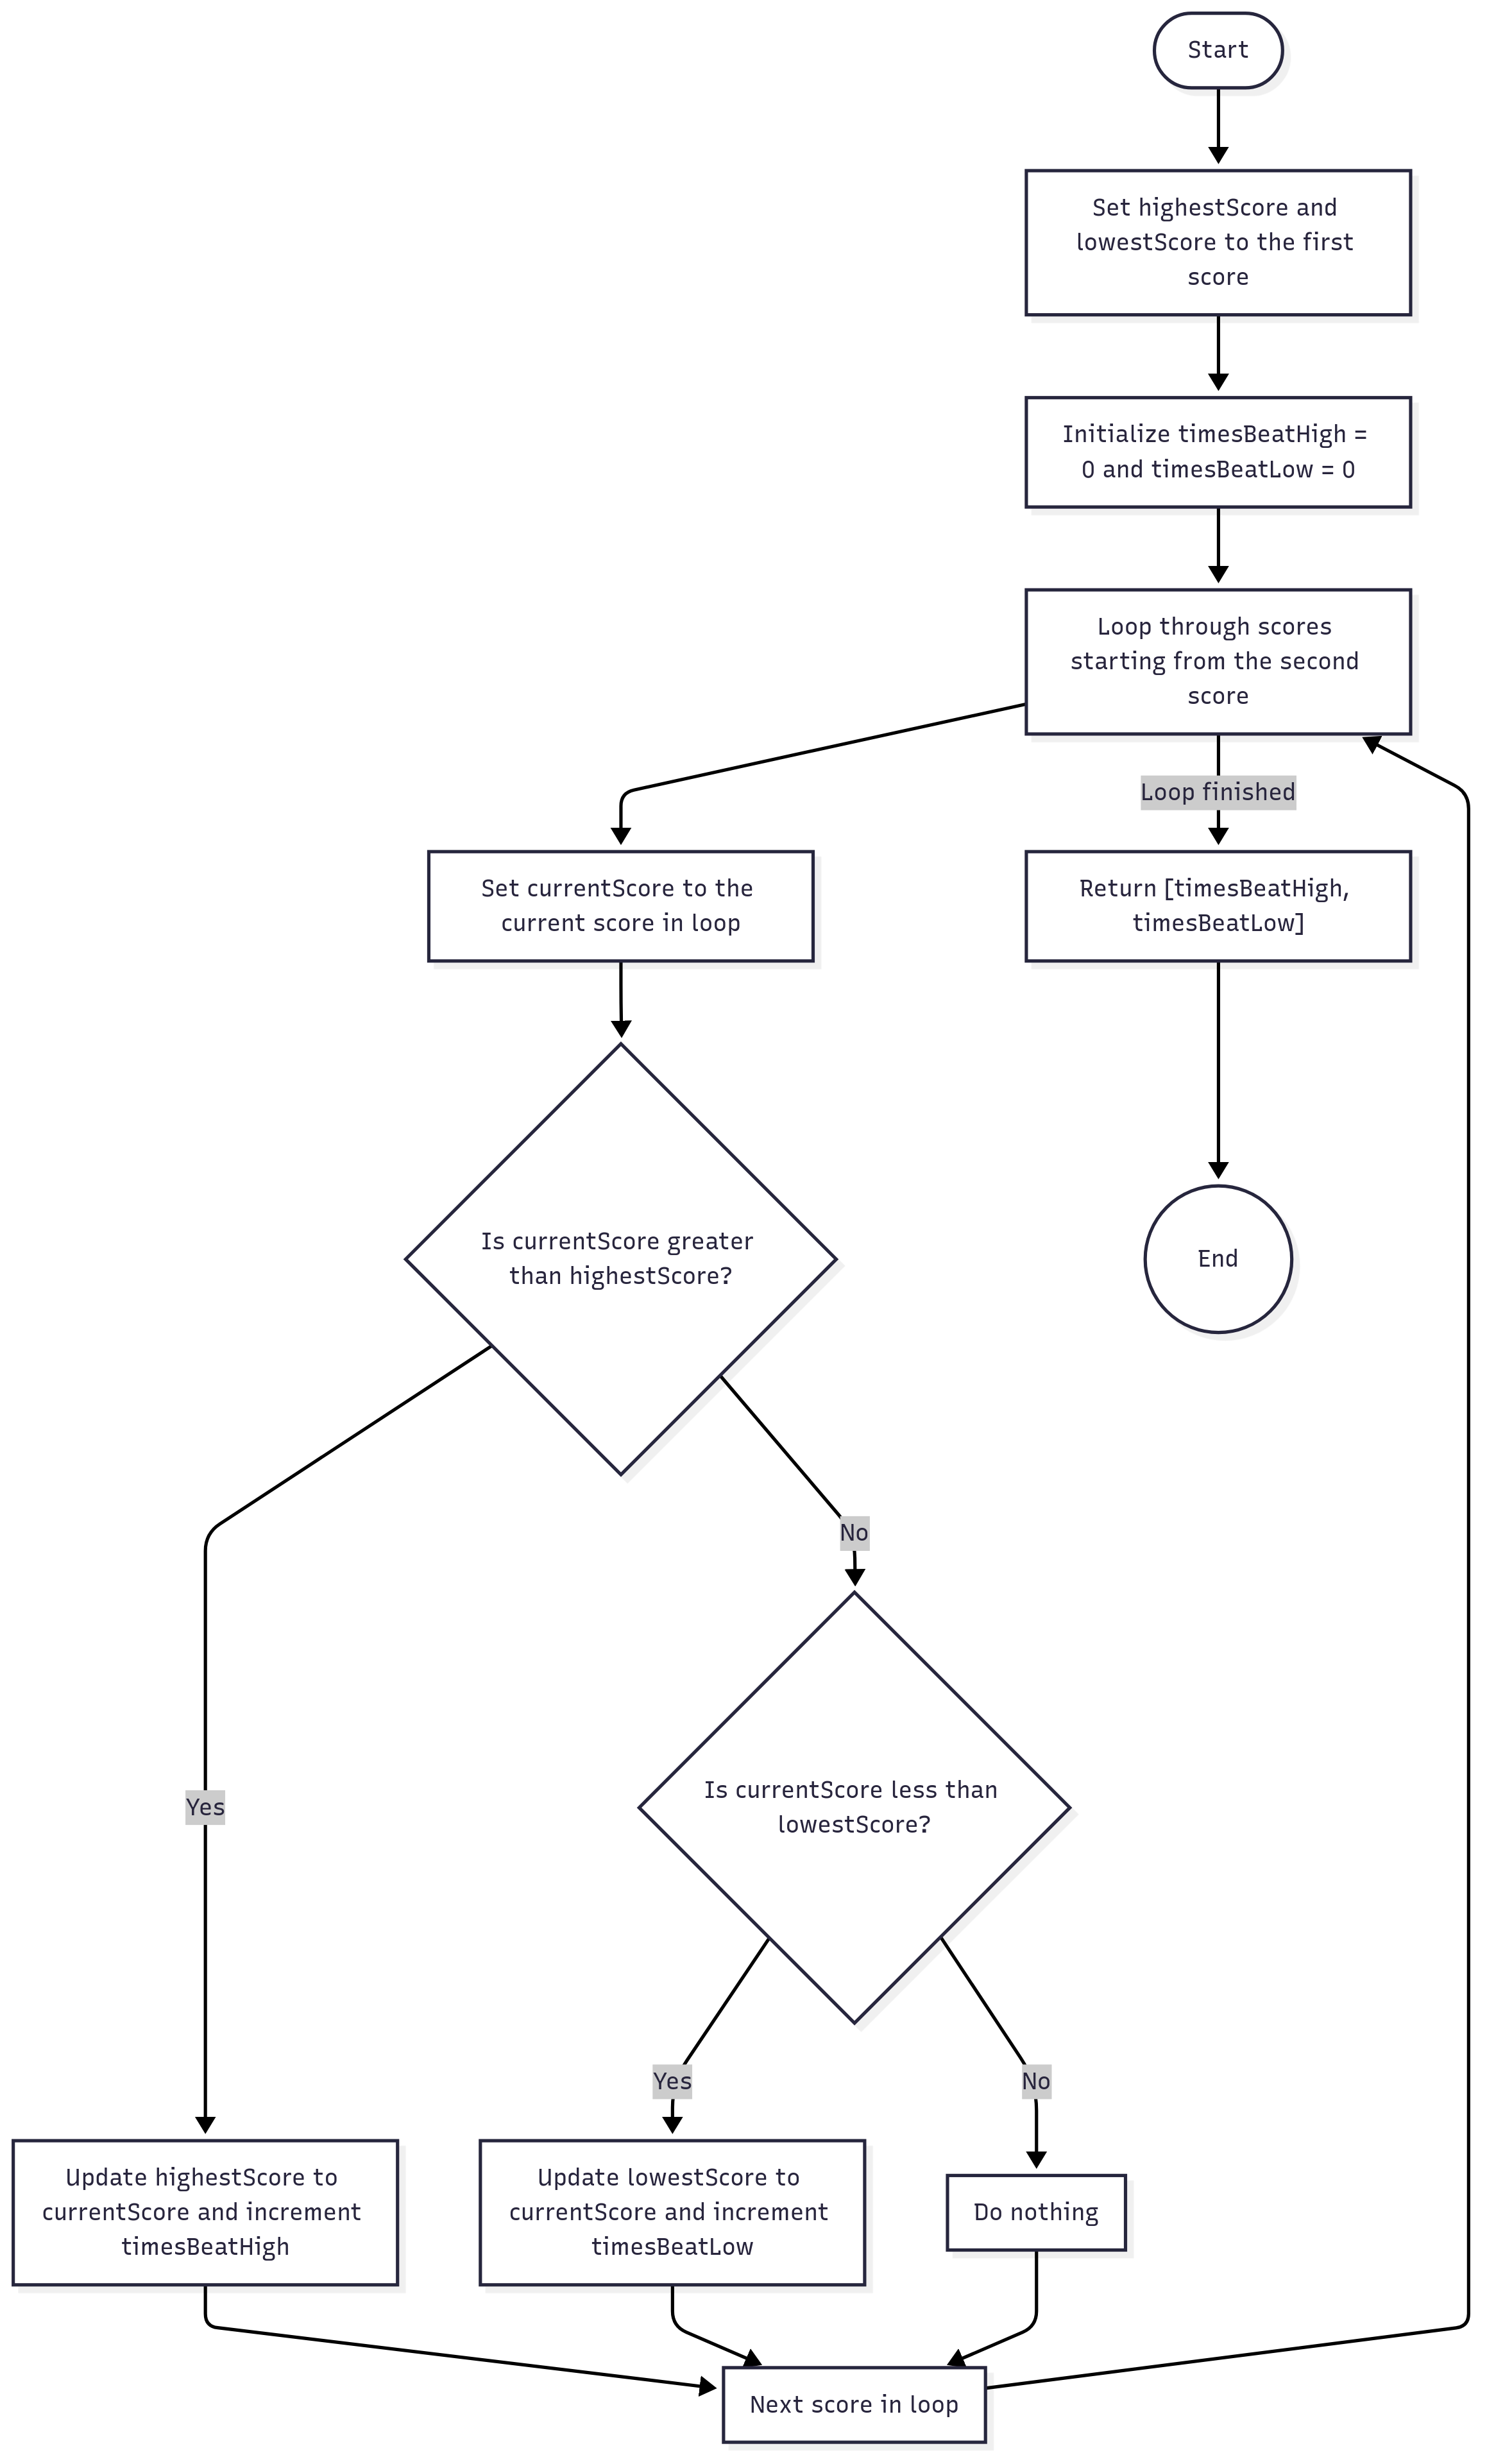 Start
Set highestScore and
lowestScore to the first
score
Initialize timesBeatHigh =
0 and timesBeatLow = 0
Loop through scores
starting from the second
score
Loop finished
Set currentScore to the
current score in loop
Return [timesBeatHigh,
timesBeatLow]
Is currentScore greater
than highestScore?
End
No
Yes
Is currentScore less than
lowestScore?
Yes
No
Update highestScore to
currentScore and increment
timesBeatHigh
Update lowestScore to
currentScore and increment
timesBeatLow
Do nothing
Next score in loop